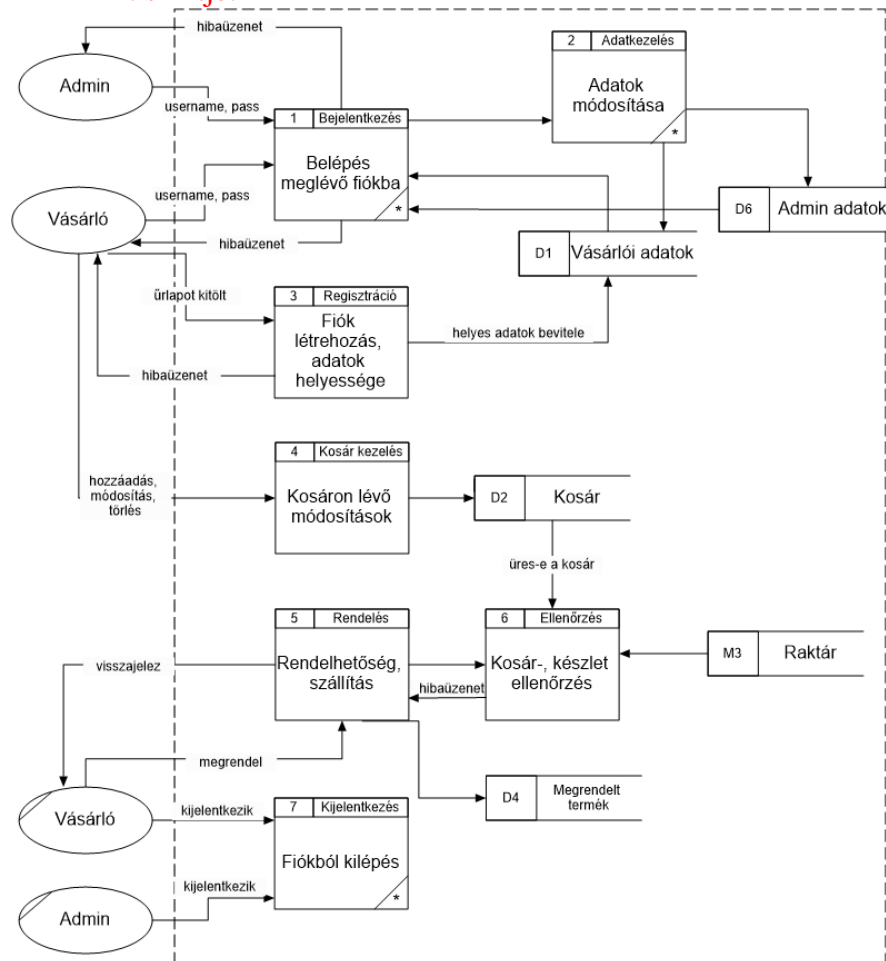 hibaüzenet
2 Adatkezelés
Admin
Adatok
módosítása
*
username, pass
1 Bejelentkezés
Belépés
meglévő fiókba
*
username, pass
Vásárló
D6 Admin adatok
hibaüzenet
D1 Vásárlói adatok
űrlapot kitölt
3 Regisztráció
Fiók
létrehozás,
adatok
helyessége
helyes adatok bevitele
hibaüzenet
4 Kosár kezelés
hozzáadás,
módosítás,
törlés
Kosáron lévő
módosítások
D2 Kosár
üres-e a kosár
5 Rendelés
6 Ellenőrzés
visszajelez
Rendelhetőség,
szállítás
hibaüzenet
Kosár-, készlet
ellenőrzés
M3 Raktár
megrendel
D4 Megrendelt
termék
Vásárló
kijelentkezik
7 Kijelentkezés
Fiókból kilépés
*
kijelentkezik
Admin